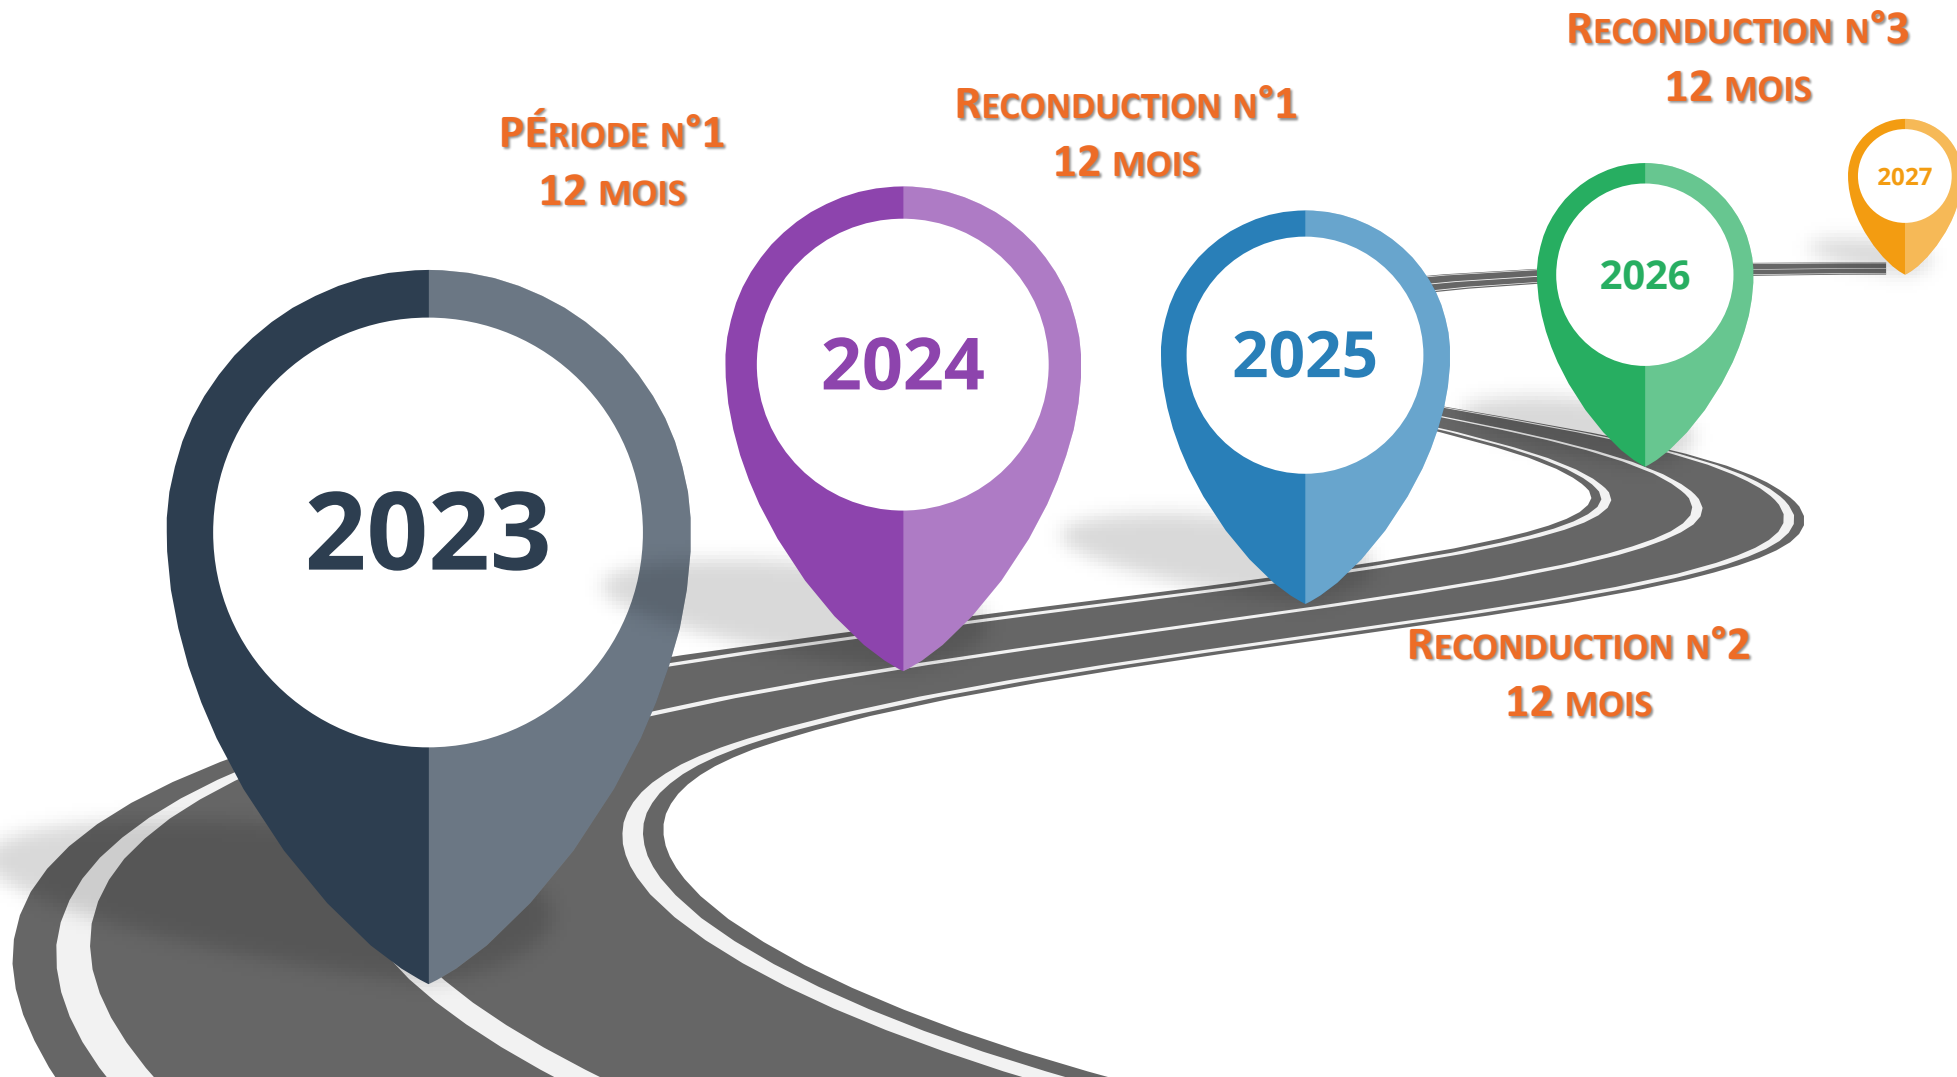 PÉRIODE N°1
12 MOIS
RECONDUCTION N°1
12 MOIS
RECONDUCTION N°3
12 MOIS
2023
2024
2025
2026
2027
RECONDUCTION N°2
12 MOIS